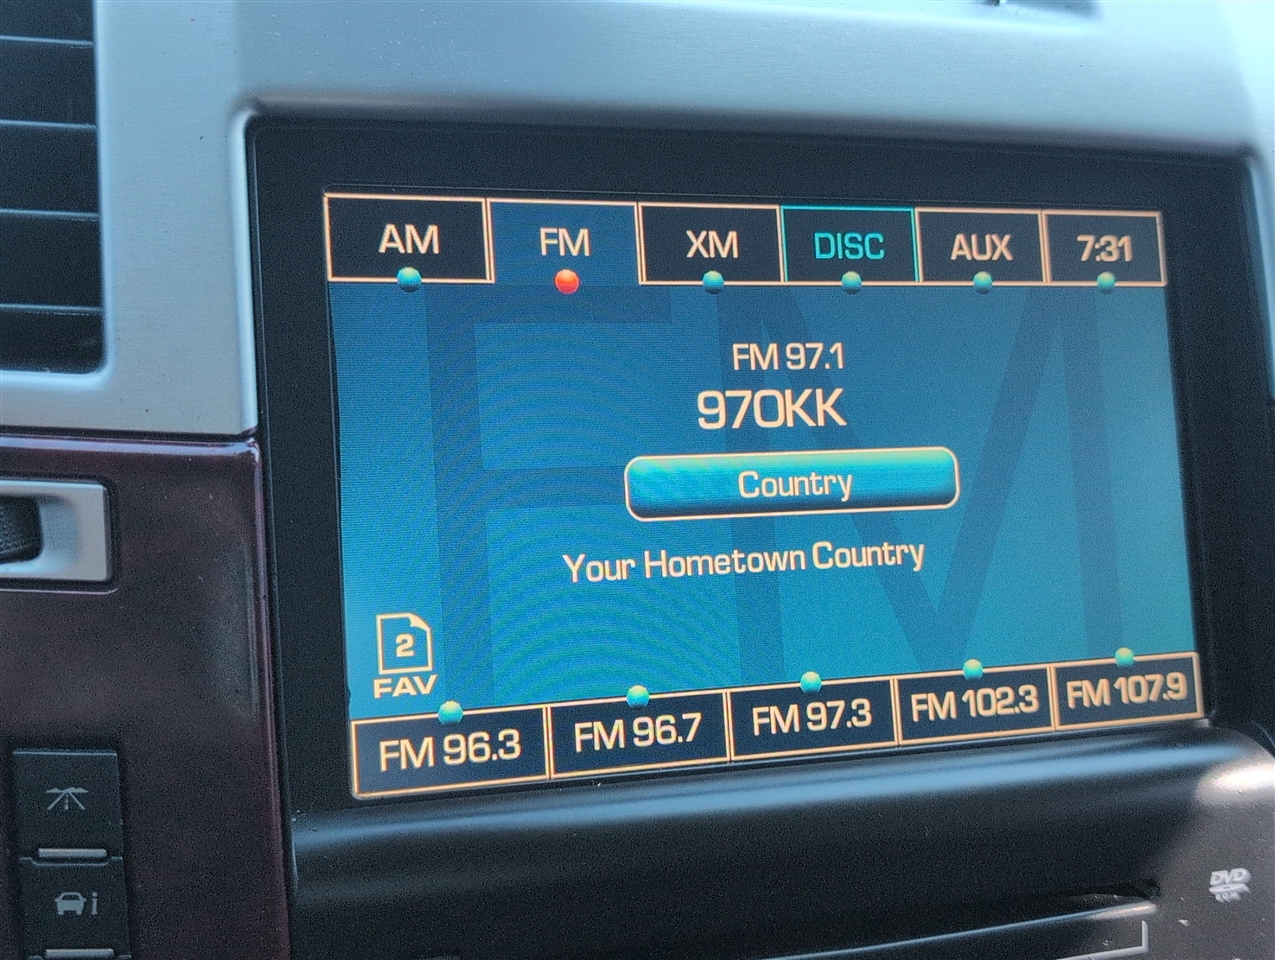 AM FM XM DISC AUX 7:31
FM 97.1
970KK
Country
Your Hometown Country
2
FAV
FM 96.3 FM 96.7 FM 97.3 FM 102.3 FM 107.9
i
DVD
ROM